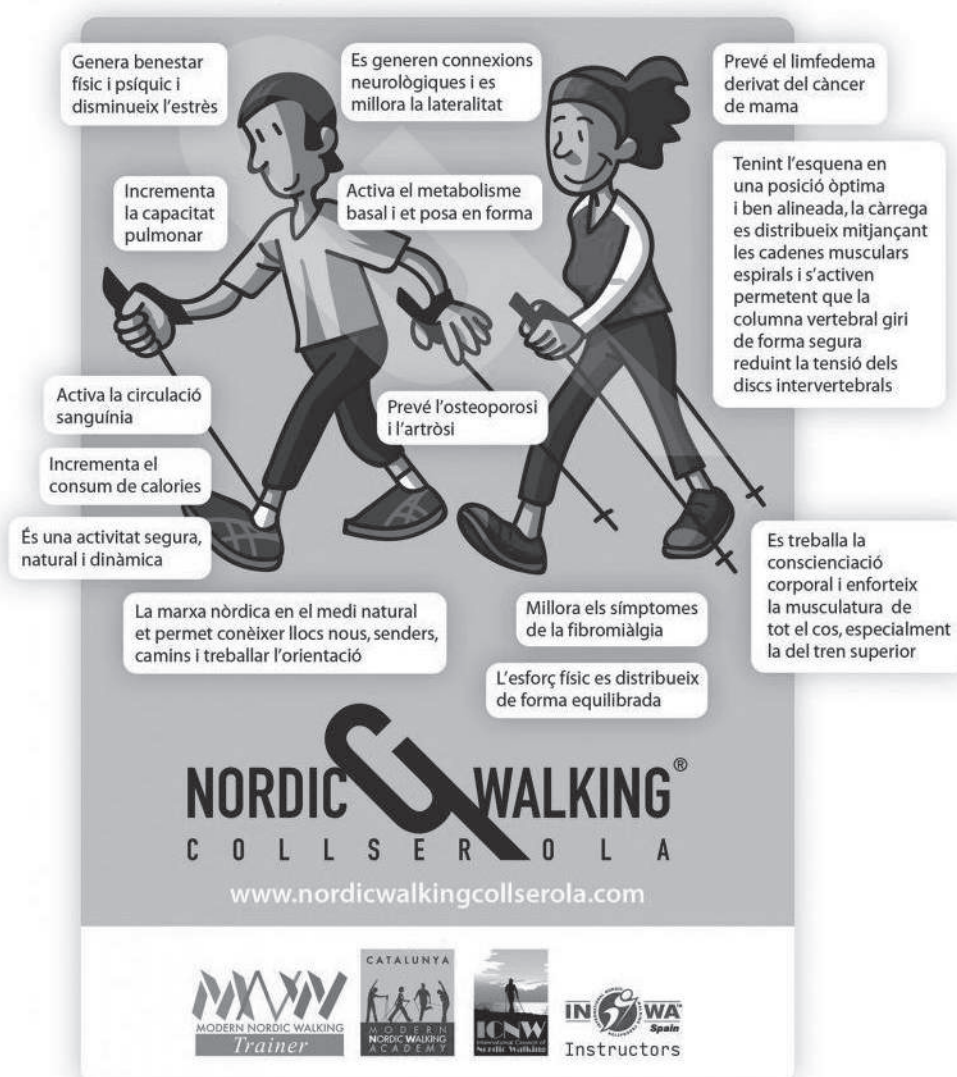 Genera benestar
físic i psíquic i
disminueix l'estrès
Es generen connexions
neurològiques i es
millora la lateralitat
Prevé el limfedema
derivat del càncer
de mama
Incrementa
la capacitat
pulmonar
Activa el metabolisme
basal i et posa en forma
Tenint l'esquena en
una posició òptima
i ben alineada, la càrrega
es distribueix mitjançant
les cadenes musculars
espirals i s'activen
permetent que la
columna vertebral giri
de forma segura
reduint la tensió dels
discs intervertebrals
Activa la circulació
sanguínia
Prevé l'osteoporosi
i l'artròsi
Incrementa el
consum de calories
És una activitat segura,
natural i dinàmica
Es treballa la
conscienciació
corporal i enforteix
la musculatura de
tot el cos, especialment
la del tren superior
La marxa nòrdica en el medi natural
et permet conèixer llocs nous, senders,
camins i treballar l'orientació
Millora els símptomes
de la fibromiàlgia
L'esforç físic es distribueix
de forma equilibrada
NORDIC WALKING®
COLLSEROLA
www.nordicwalkingcollserola.com
MNW
MODERN NORDIC WALKING
Trainer
CATALUNYA
MODERN
NORDIC WALKING
ACADEMY
ICNW
International Council of
Nordic Walking
INWA™
Spain
Instructors